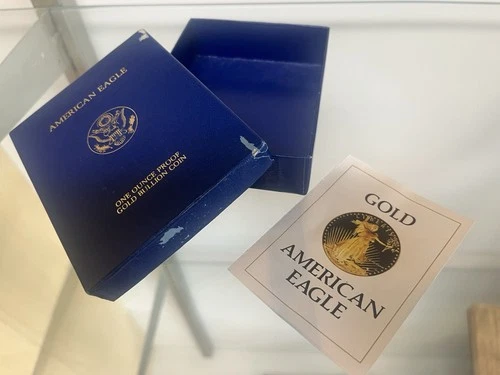 AMERICAN EAGLE
ONE OUNCE PROOF
GOLD BULLION COIN
GOLD
AMERICAN
EAGLE